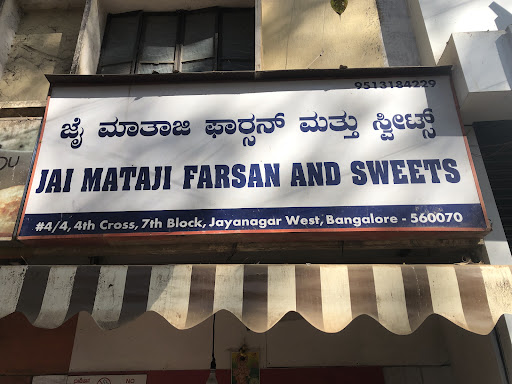 9513184229
ಜೈ ಮಾತಾಜಿ ಫಾರ‍್ಸನ್ ಮತ್ತು ಸ್ವೀಟ್ಸ್
JAI MATAJI FARSAN AND SWEETS
#4/4, 4th Cross, 7th Block, Jayanagar West, Bangalore - 560070